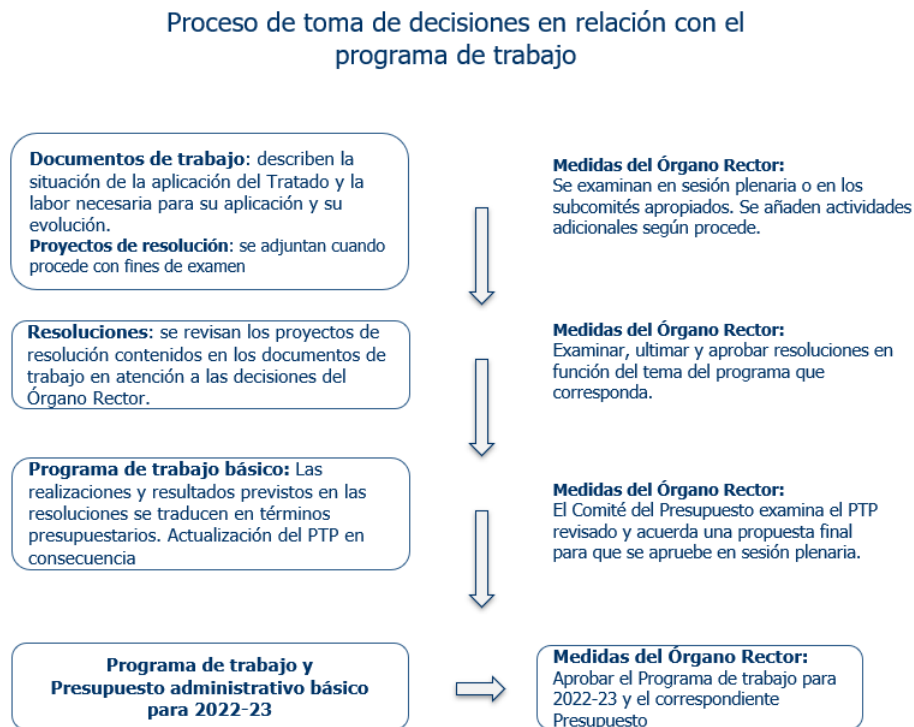 Proceso de toma de decisiones en relación con el
programa de trabajo
Documentos de trabajo: describen la
situación de la aplicación del Tratado y la
labor necesaria para su aplicación y su
evolución.
Proyectos de resolución: se adjuntan cuando
procede con fines de examen
Medidas del Órgano Rector:
Se examinan en sesión plenaria o en los
subcomités apropiados. Se añaden actividades
adicionales según procede.
Resoluciones: se revisan los proyectos de
resolución contenidos en los documentos de
trabajo en atención a las decisiones del
Órgano Rector.
Medidas del Órgano Rector:
Examinar, ultimar y aprobar resoluciones en
función del tema del programa que
corresponda.
Programa de trabajo básico: Las
realizaciones y resultados previstos en las
resoluciones se traducen en términos
presupuestarios. Actualización del PTP en
consecuencia
Medidas del Órgano Rector:
El Comité del Presupuesto examina el PTP
revisado y acuerda una propuesta final
para que se apruebe en sesión plenaria.
Programa de trabajo y
Presupuesto administrativo básico
para 2022-23
Medidas del Órgano Rector:
Aprobar el Programa de trabajo para
2022-23 y el correspondiente
Presupuesto